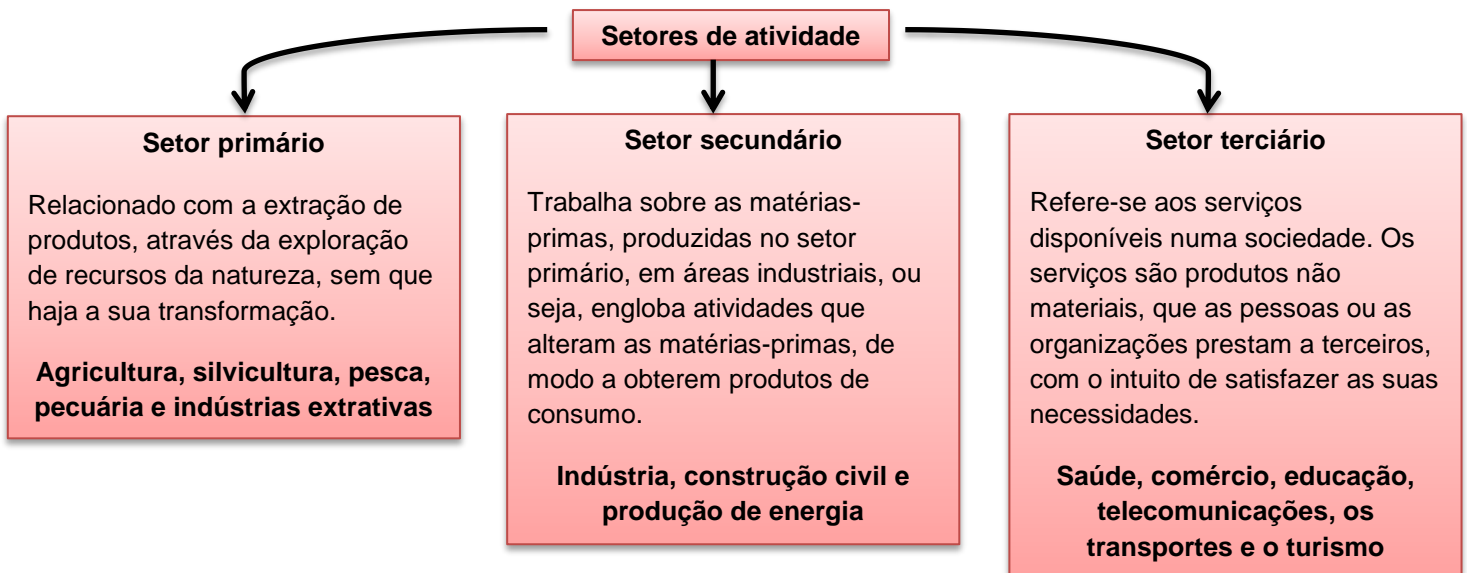 Setores de atividade
Setor primário
Relacionado com a extração de
produtos, através da exploração
de recursos da natureza, sem que
haja a sua transformação.
Agricultura, silvicultura, pesca,
pecuária e indústrias extrativas
Setor secundário
Trabalha sobre as matérias-
primas, produzidas no setor
primário, em áreas industriais, ou
seja, engloba atividades que
alteram as matérias-primas, de
modo a obterem produtos de
consumo.
Indústria, construção civil e
produção de energia
Setor terciário
Refere-se aos serviços
disponíveis numa sociedade. Os
serviços são produtos não
materiais, que as pessoas ou as
organizações prestam a terceiros,
com o intuito de satisfazer as suas
necessidades.
Saúde, comércio, educação,
telecomunicações, os
transportes e o turismo